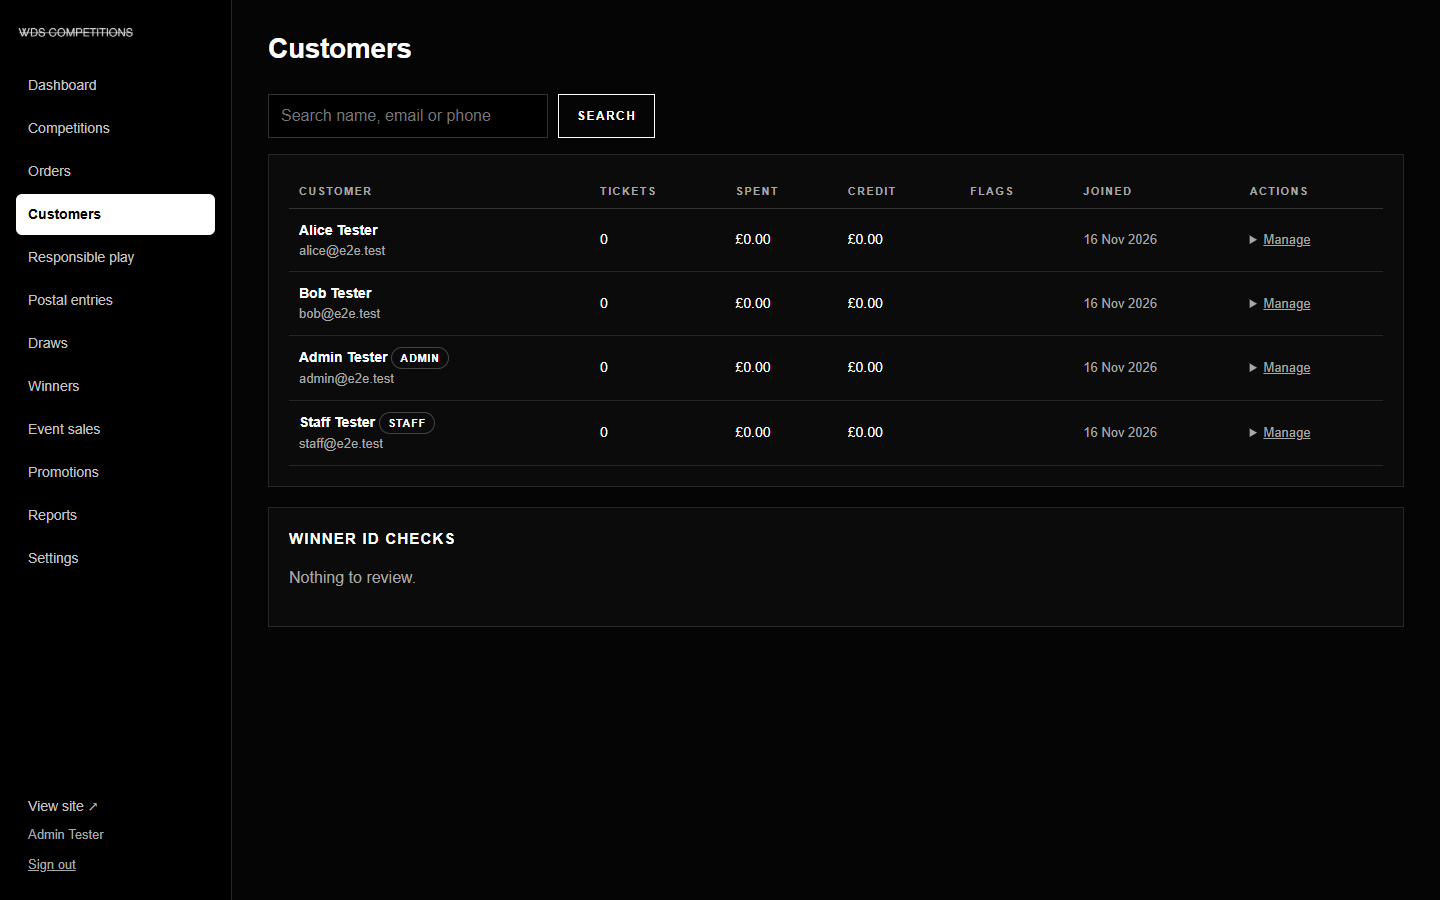 WDS COMPETITIONS
Dashboard
Competitions
Orders
Customers
Responsible play
Postal entries
Draws
Winners
Event sales
Promotions
Reports
Settings
View site ↗
Admin Tester
Sign out
Customers
Search name, email or phone
SEARCH
CUSTOMER TICKETS SPENT CREDIT FLAGS JOINED ACTIONS
Alice Tester
alice@e2e.test
0 £0.00 £0.00 16 Nov 2026 ▶ Manage
Bob Tester
bob@e2e.test
0 £0.00 £0.00 16 Nov 2026 ▶ Manage
Admin Tester ADMIN
admin@e2e.test
0 £0.00 £0.00 16 Nov 2026 ▶ Manage
Staff Tester STAFF
staff@e2e.test
0 £0.00 £0.00 16 Nov 2026 ▶ Manage
WINNER ID CHECKS
Nothing to review.